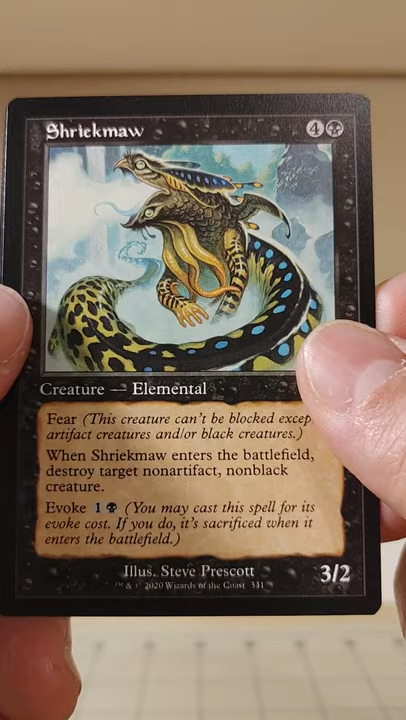 Shriekmaw 4
Creature — Elemental
Fear (This creature can't be blocked excep
artifact creatures and/or black creatures.)
When Shriekmaw enters the battlefield,
destroy target nonartifact, nonblack
creature.
Evoke 1 (You may cast this spell for its
evoke cost. If you do, it's sacrificed when it
enters the battlefield.)
Illus. Steve Prescott
™ & © 2020 Wizards of the Coast 331
3/2